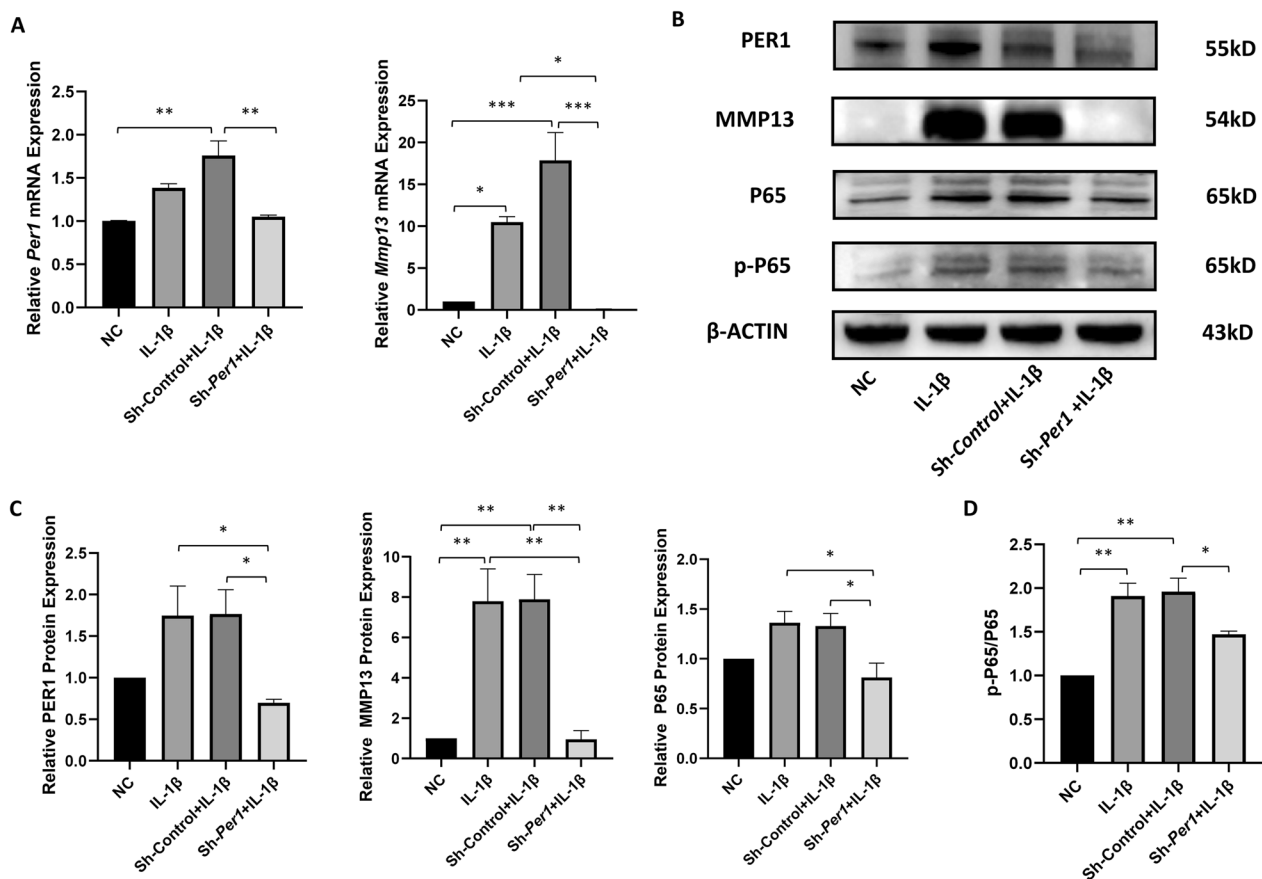 A
Relative Per1 mRNA Expression
2.5
2.0
1.5
1.0
0.5
0.0
**
**
NC
IL-1β
Sh-Control+IL-1β
Sh-Per1+IL-1β
Relative Mmp13 mRNA Expression
25
20
15
10
5
0
*
***
***
*
NC
IL-1β
Sh-Control+IL-1β
Sh-Per1+IL-1β
B
PER1 55kD
MMP13 54kD
P65 65kD
p-P65 65kD
β-ACTIN 43kD
NC
IL-1β
Sh-Control+IL-1β
Sh-Per1 +IL-1β
C
Relative PER1 Protein Expression
2.5
2.0
1.5
1.0
0.5
0.0
*
*
NC
IL-1β
Sh-Control+IL-1β
Sh-Per1+IL-1β
Relative MMP13 Protein Expression
10
8
6
4
2
0
** **
** **
NC
IL-1β
Sh-Control+IL-1β
Sh-Per1+IL-1β
Relative P65 Protein Expression
2.0
1.5
1.0
0.5
0.0
*
*
NC
IL-1β
Sh-Control+IL-1β
Sh-Per1+IL-1β
D
p-P65/P65
2.5
2.0
1.5
1.0
0.5
0.0
**
** *
NC
IL-1β
Sh-Control+IL-1β
Sh-Per1+IL-1β